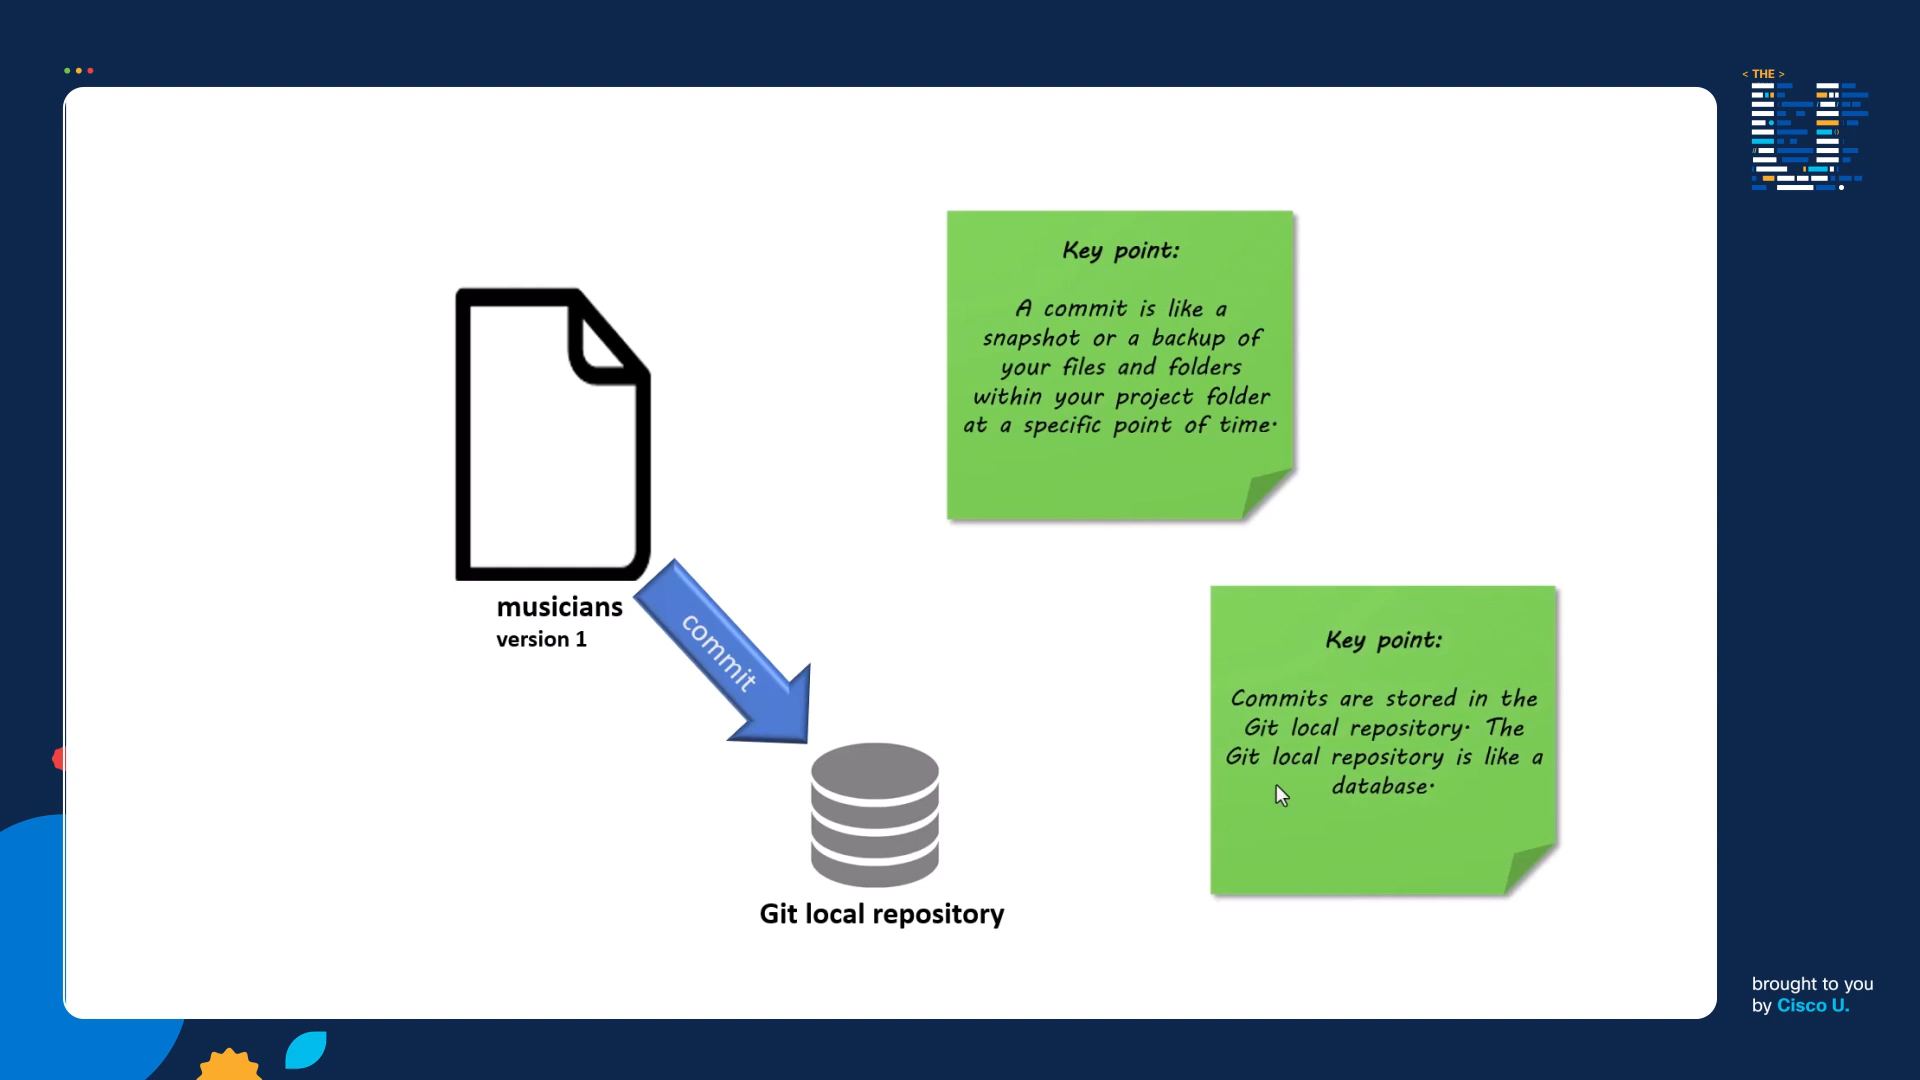 < THE >
Key point:
A commit is like a
snapshot or a backup of
your files and folders
within your project folder
at a specific point of time.
musicians
version 1
commit
Key point:
Commits are stored in the
Git local repository. The
Git local repository is like a
database.
Git local repository
brought to you
by Cisco U.